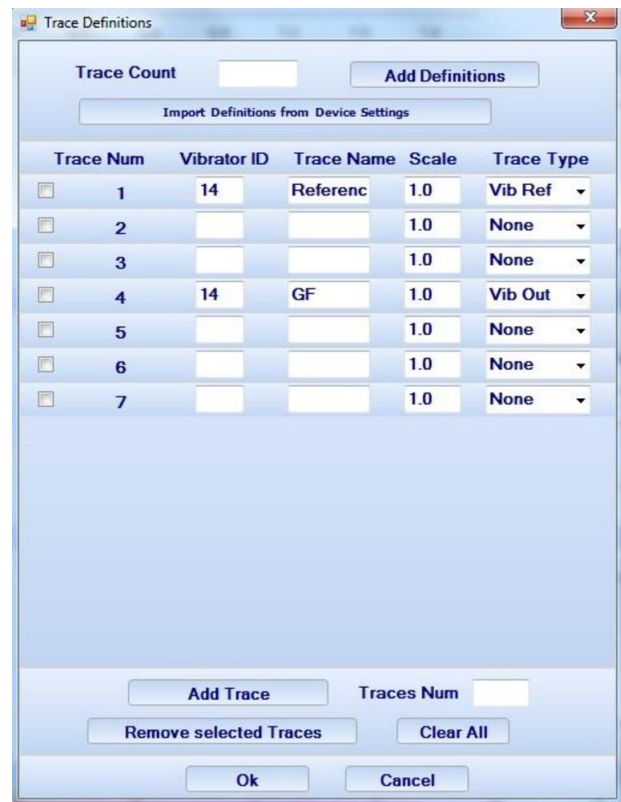 Trace Definitions
Trace Count Add Definitions
Import Definitions from Device Settings
Trace Num Vibrator ID Trace Name Scale Trace Type
1 14 Referenc 1.0 Vib Ref
2 1.0 None
3 1.0 None
4 14 GF 1.0 Vib Out
5 1.0 None
6 1.0 None
7 1.0 None
Add Trace Traces Num
Remove selected Traces Clear All
Ok Cancel